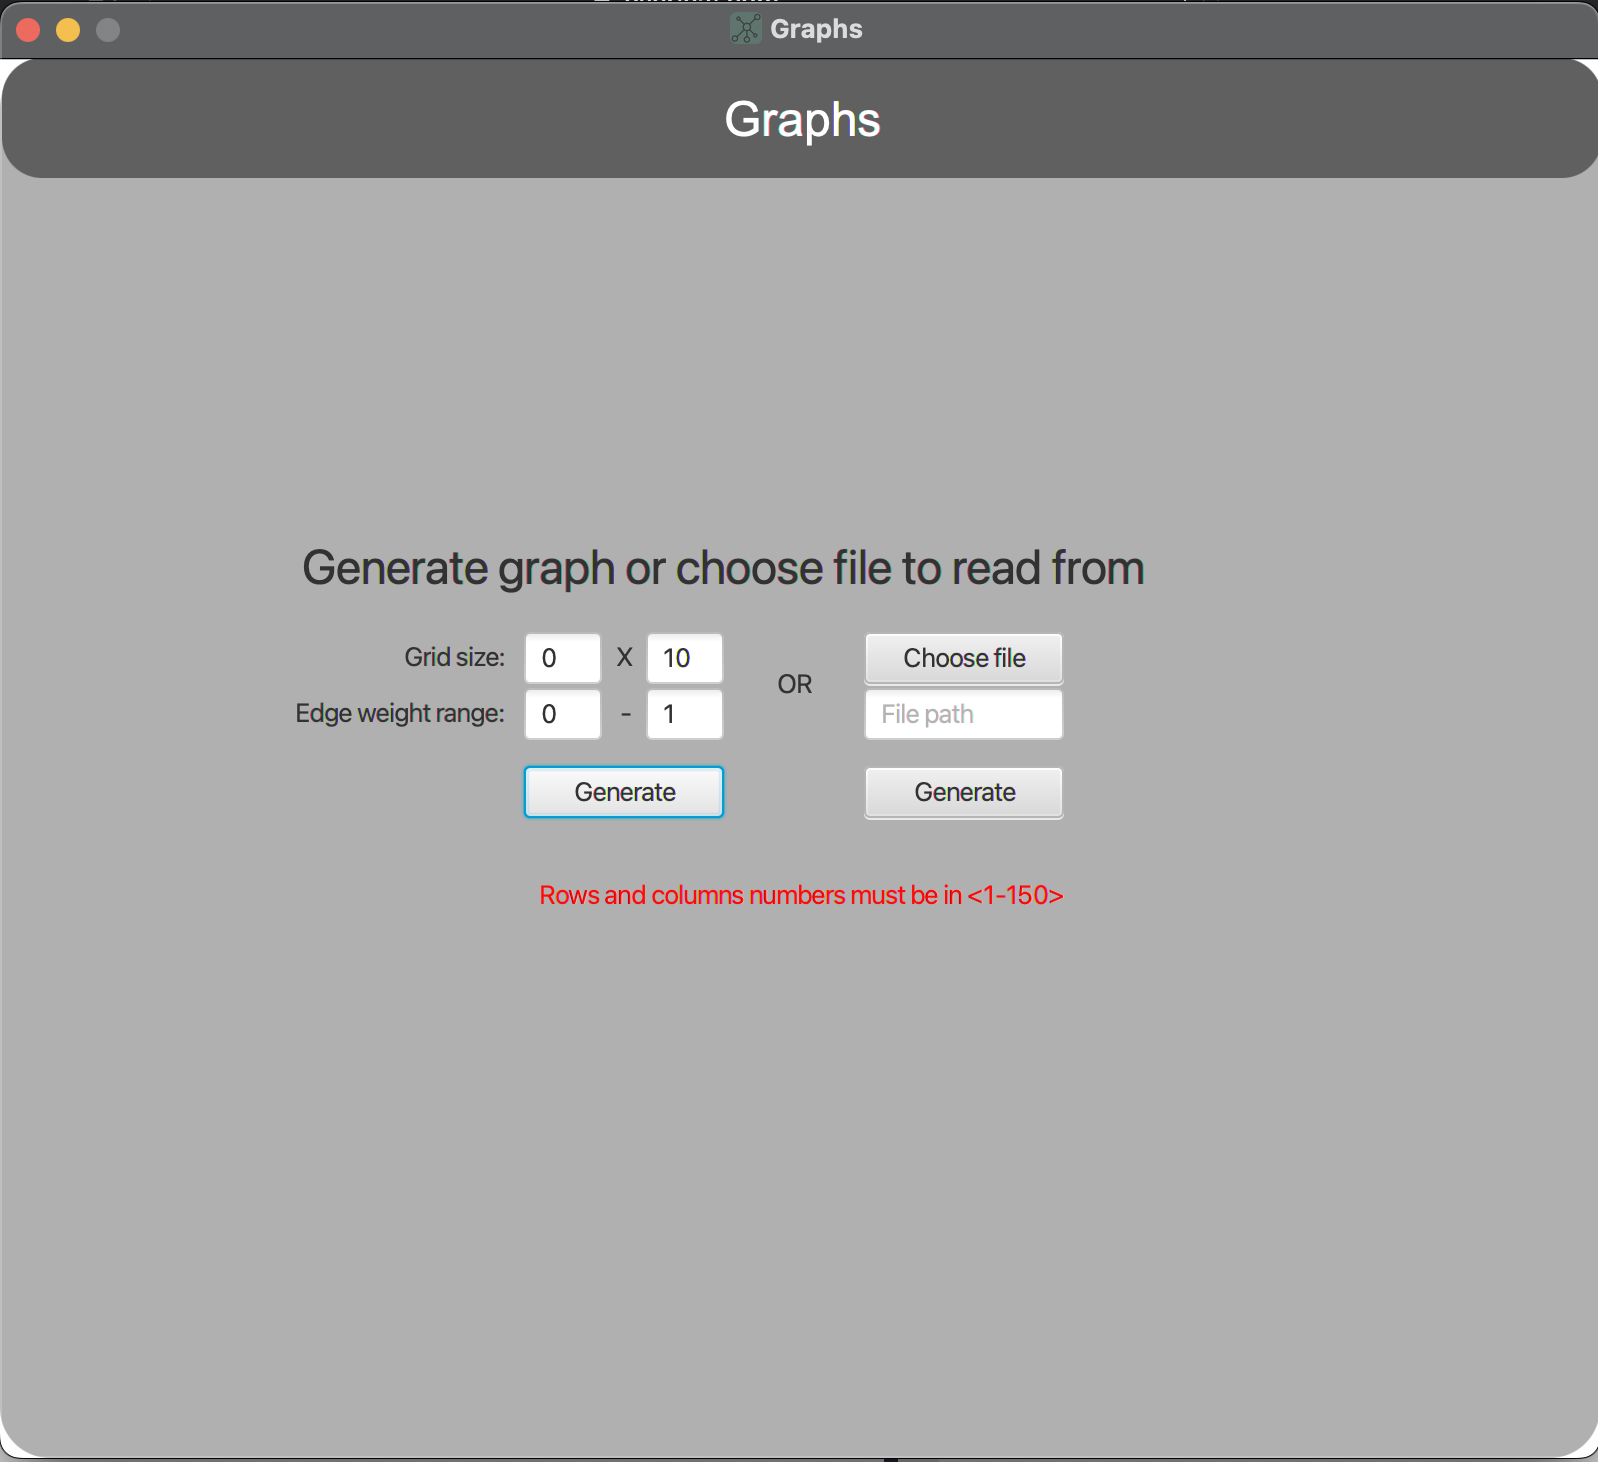 Graphs
Graphs
Generate graph or choose file to read from
Grid size: 0 X 10
Edge weight range: 0 - 1
Generate
OR
Choose file
File path
Generate
Rows and columns numbers must be in <1-150>